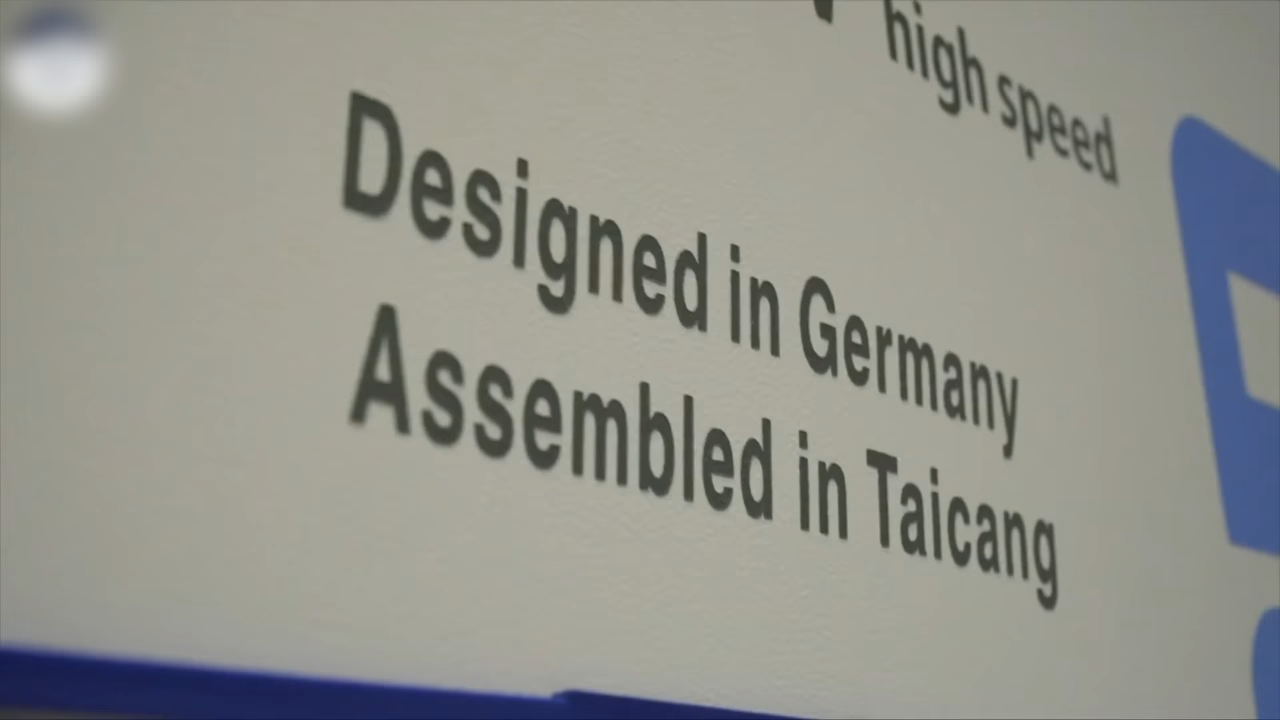 high speed
Designed in Germany
Assembled in Taicang